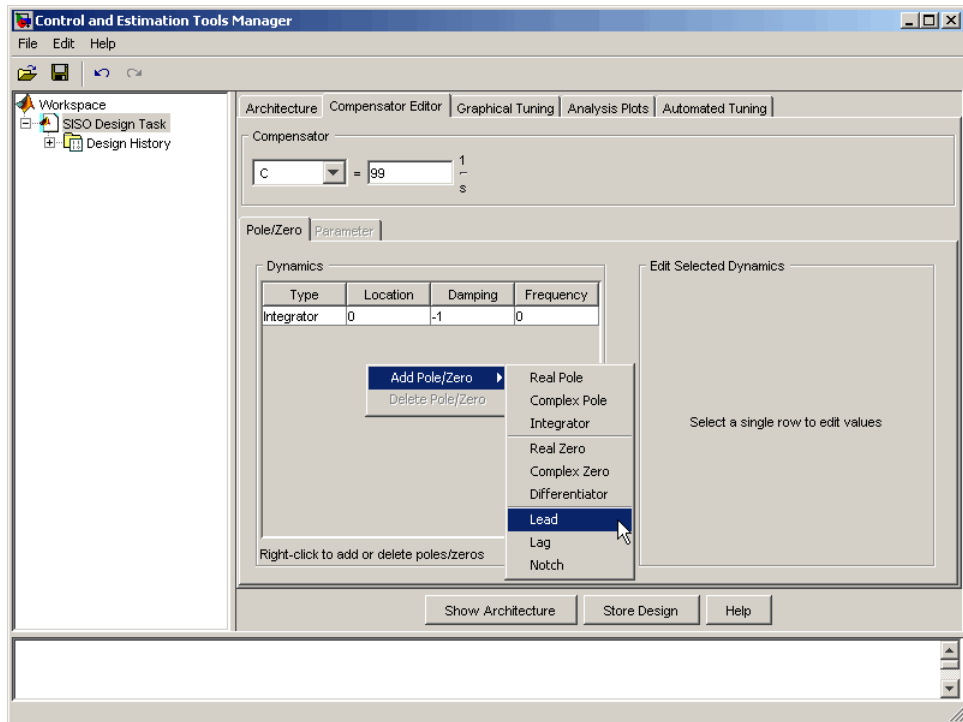 Control and Estimation Tools Manager
File Edit Help
Workspace
SISO Design Task
Design History
Architecture Compensator Editor Graphical Tuning Analysis Plots Automated Tuning
Compensator
C = 99 1
s
Pole/Zero Parameter
Dynamics
Type Location Damping Frequency
Integrator 0 -1 0
Add Pole/Zero
Delete Pole/Zero
Real Pole
Complex Pole
Integrator
Real Zero
Complex Zero
Differentiator
Lead
Lag
Notch
Right-click to add or delete poles/zeros
Edit Selected Dynamics
Select a single row to edit values
Show Architecture Store Design Help